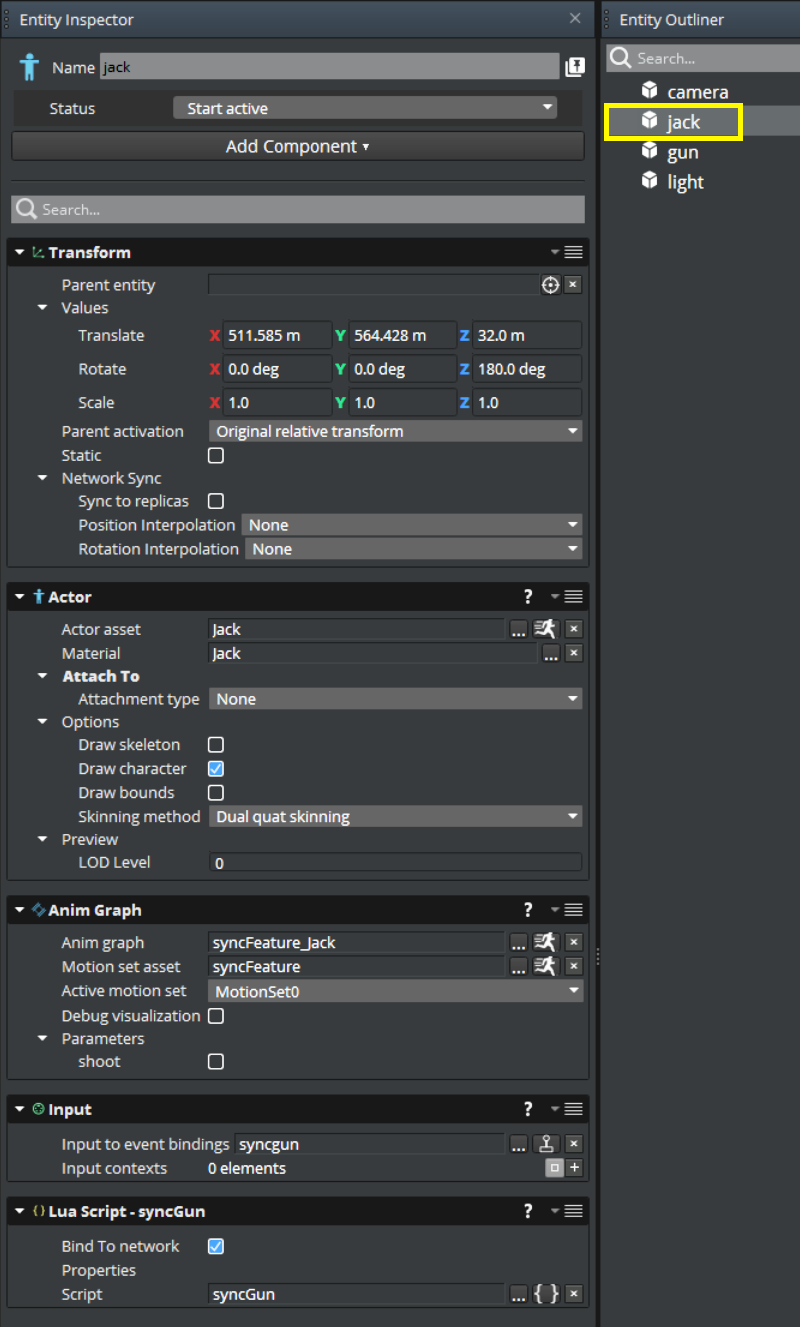 Entity Inspector
Name jack
Status Start active
Add Component
Search...
Transform
Parent entity
Values
Translate X 511.585 m Y 564.428 m Z 32.0 m
Rotate X 0.0 deg Y 0.0 deg Z 180.0 deg
Scale X 1.0 Y 1.0 Z 1.0
Parent activation Original relative transform
Static
Network Sync
Sync to replicas
Position Interpolation None
Rotation Interpolation None
Actor ?
Actor asset Jack ...
Material Jack ...
Attach To
Attachment type None
Options
Draw skeleton
Draw character
Draw bounds
Skinning method Dual quat skinning
Preview
LOD Level 0
Anim Graph ?
Anim graph syncFeature_Jack ...
Motion set asset syncFeature ...
Active motion set MotionSet0
Debug visualization
Parameters
shoot
Input ?
Input to event bindings syncgun ...
Input contexts 0 elements
Lua Script - syncGun ?
Bind To network
Properties
Script syncGun ... { }
Entity Outliner
Search...
camera
jack
gun
light